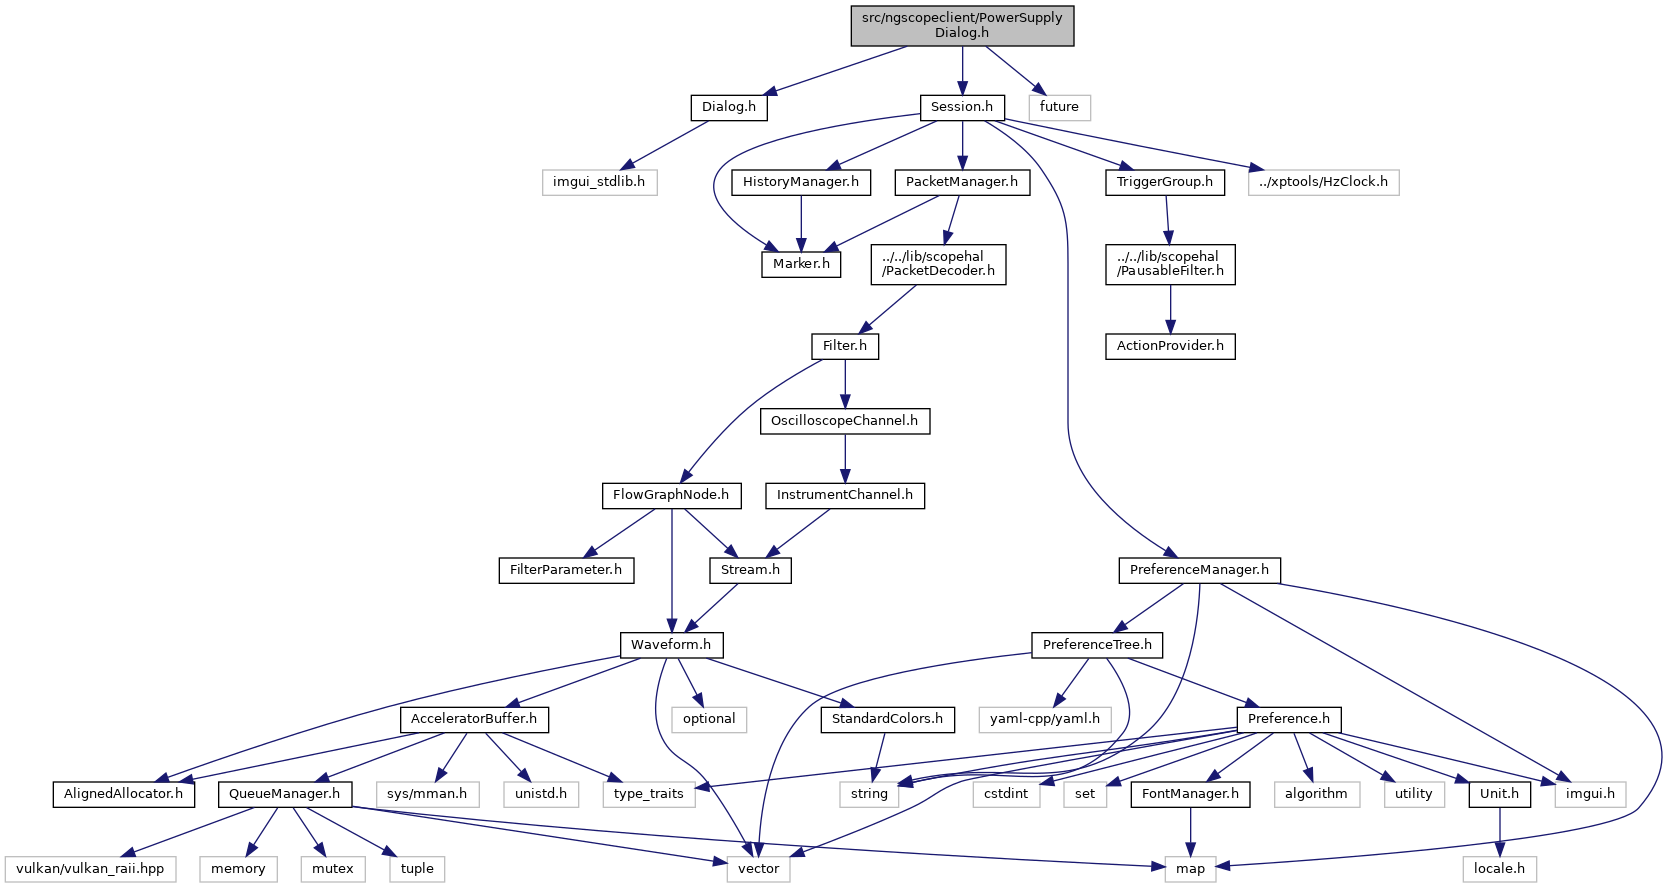 src/ngscopeclient/PowerSupply
Dialog.h
Dialog.h
Session.h
future
imgui_stdlib.h
HistoryManager.h
PacketManager.h
TriggerGroup.h
../xptools/HzClock.h
Marker.h
../../lib/scopehal
/PacketDecoder.h
../../lib/scopehal
/PausableFilter.h
Filter.h
ActionProvider.h
OscilloscopeChannel.h
FlowGraphNode.h
InstrumentChannel.h
FilterParameter.h
Stream.h
PreferenceManager.h
Waveform.h
PreferenceTree.h
AcceleratorBuffer.h
optional
StandardColors.h
yaml-cpp/yaml.h
Preference.h
AlignedAllocator.h
QueueManager.h
sys/mman.h
unistd.h
type_traits
string
cstdint
set
FontManager.h
algorithm
utility
Unit.h
imgui.h
vulkan/vulkan_raii.hpp
memory
mutex
tuple
vector
map
locale.h